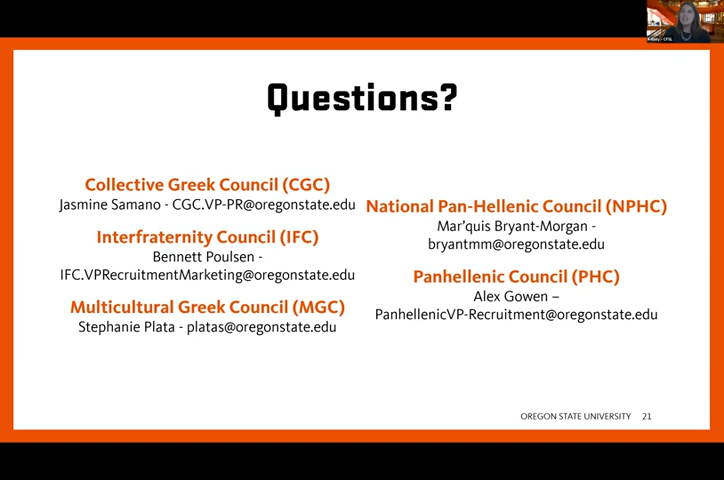 Questions?
Collective Greek Council (CGC)
Jasmine Samano - CGC.VP-PR@oregonstate.edu
Interfraternity Council (IFC)
Bennett Poulsen -
IFC.VPRecruitmentMarketing@oregonstate.edu
Multicultural Greek Council (MGC)
Stephanie Plata - platas@oregonstate.edu
National Pan-Hellenic Council (NPHC)
Mar'quis Bryant-Morgan -
bryantmm@oregonstate.edu
Panhellenic Council (PHC)
Alex Gowen –
PanhellenicVP-Recruitment@oregonstate.edu
OREGON STATE UNIVERSITY 21